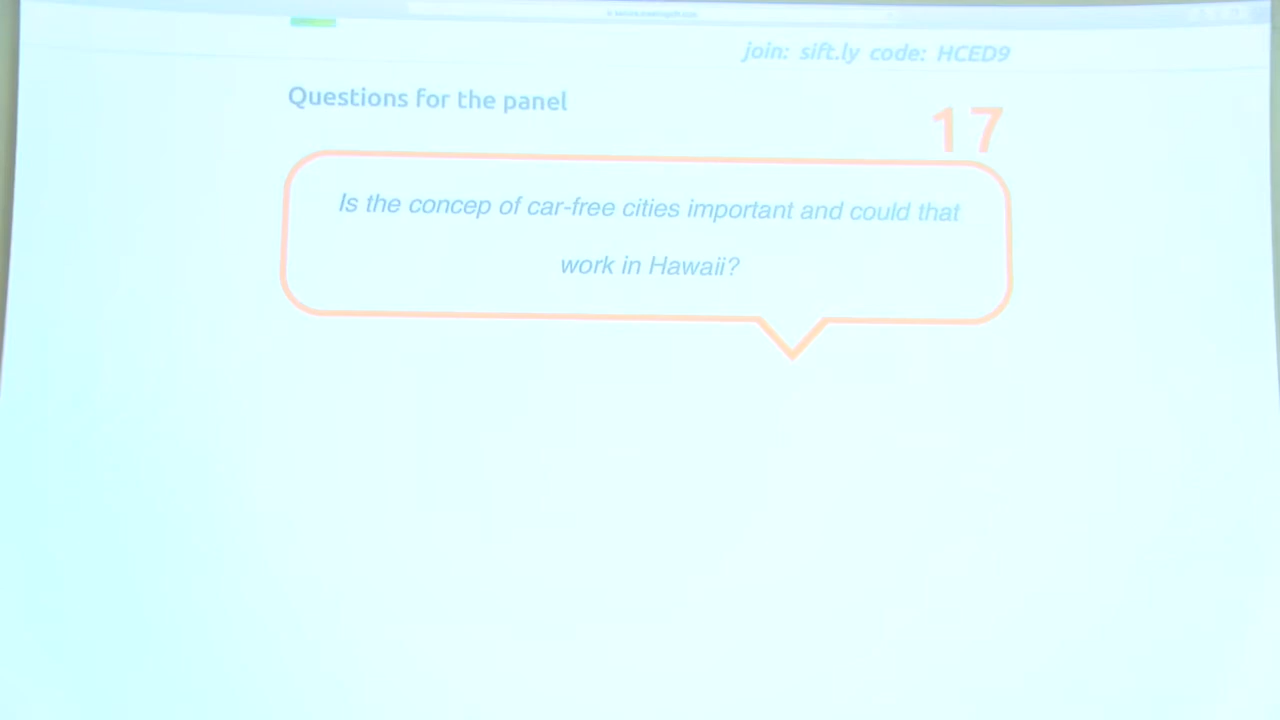 join: sift.ly code: HCED9
Questions for the panel
17
Is the concep of car-free cities important and could that
work in Hawaii?